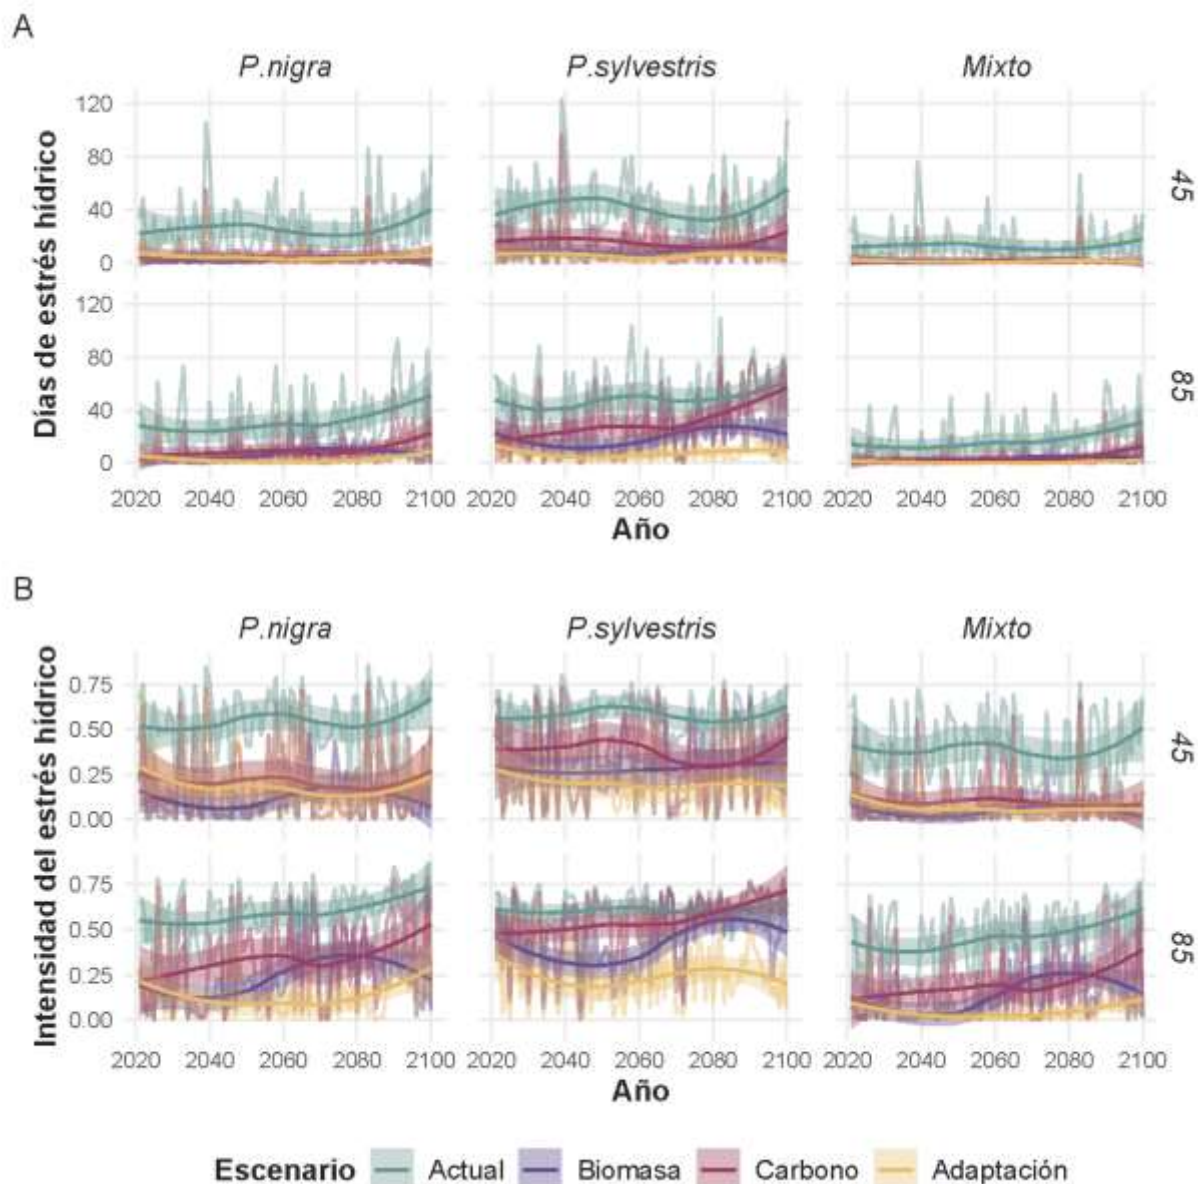 A
P.nigra P.sylvestris Mixto
Días de estrés hídrico
120
80
40
0
45
120
80
40
0
85
2020 2040 2060 2080 2100 2020 2040 2060 2080 2100 2020 2040 2060 2080 2100
Año
B
P.nigra P.sylvestris Mixto
Intensidad del estrés hídrico
0.75
0.50
0.25
0.00
45
0.75
0.50
0.25
0.00
85
2020 2040 2060 2080 2100 2020 2040 2060 2080 2100 2020 2040 2060 2080 2100
Año
Escenario Actual Biomasa Carbono Adaptación